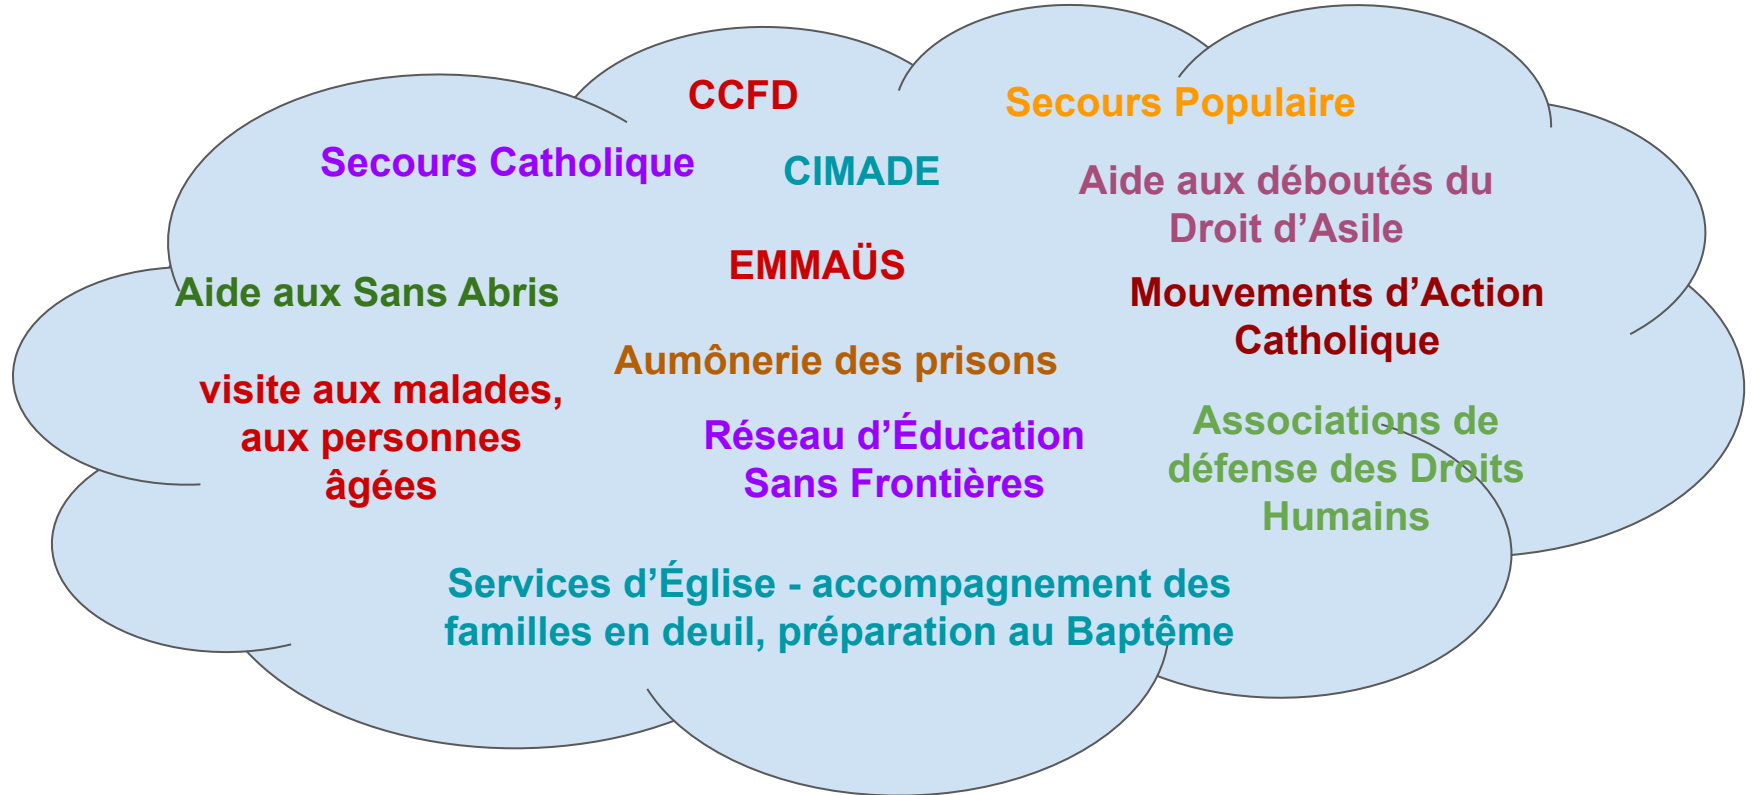 CCFD
Secours Populaire
Secours Catholique
CIMADE
Aide aux déboutés du
Droit d’Asile
EMMAÜS
Aide aux Sans Abris
Mouvements d’Action
Catholique
Aumônerie des prisons
visite aux malades,
aux personnes
âgées
Réseau d’Éducation
Sans Frontières
Associations de
défense des Droits
Humains
Services d’Église - accompagnement des
familles en deuil, préparation au Baptême